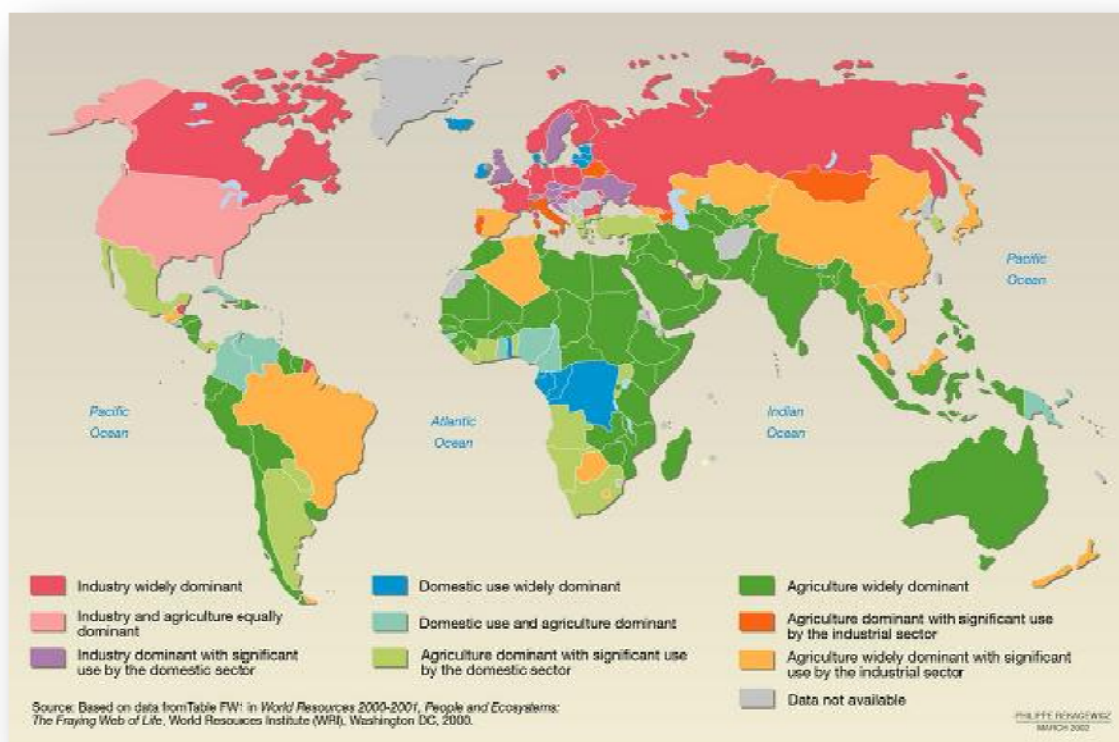 Pacific
Ocean
Pacific
Ocean
Atlantic
Ocean
Indian
Ocean
Industry widely dominant
Industry and agriculture equally
dominant
Industry dominant with significant
use by the domestic sector
Domestic use widely dominant
Domestic use and agriculture dominant
Agriculture dominant with significant use
by the domestic sector
Agriculture widely dominant
Agriculture dominant with significant use
by the industrial sector
Agriculture widely dominant with significant
use by the industrial sector
Data not available
Source: Based on data from Table FW1 in World Resources 2000-2001, People and Ecosystems:
The Fraying Web of Life, World Resources Institute (WRI), Washington DC, 2000.
PHILIPPE REKACEWICZ
MARCH 2002